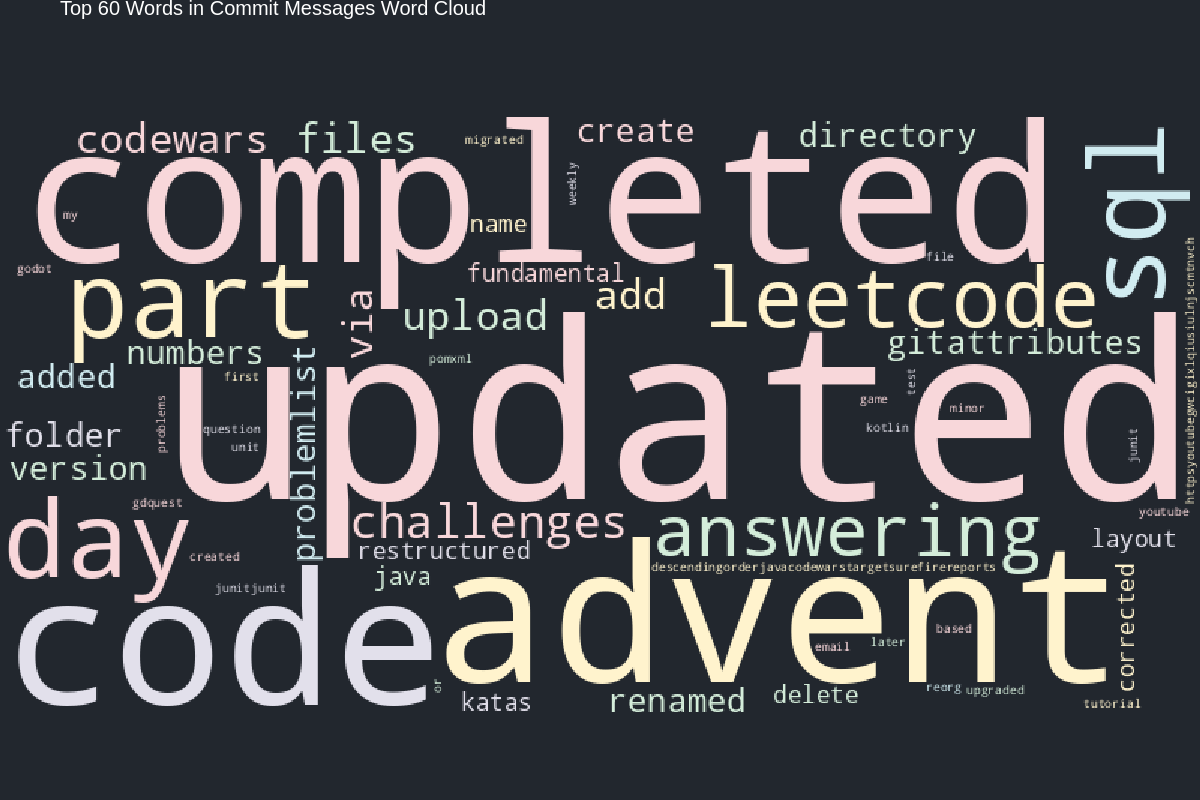 Top 60 Words in Commit Messages Word Cloud
completed
codewars
files
migrated
create
directory
sql
weekly
my
name
file
godot
fundamental
part
via
upload
add
leetcode
numbers
pomxml
gitattributes
added
first
updated
problemlist
problems
question
unit
game
test
minor
kotlin
junit
folder
version
gdquest
day
challenges
answering
youtube
created
restructured
layout
java
junitjunit
descendingorderjavacodewarstargetsurefirereports
code
advent
corrected
email
later
based
or
katas
renamed
delete
reorg
upgraded
tutorial